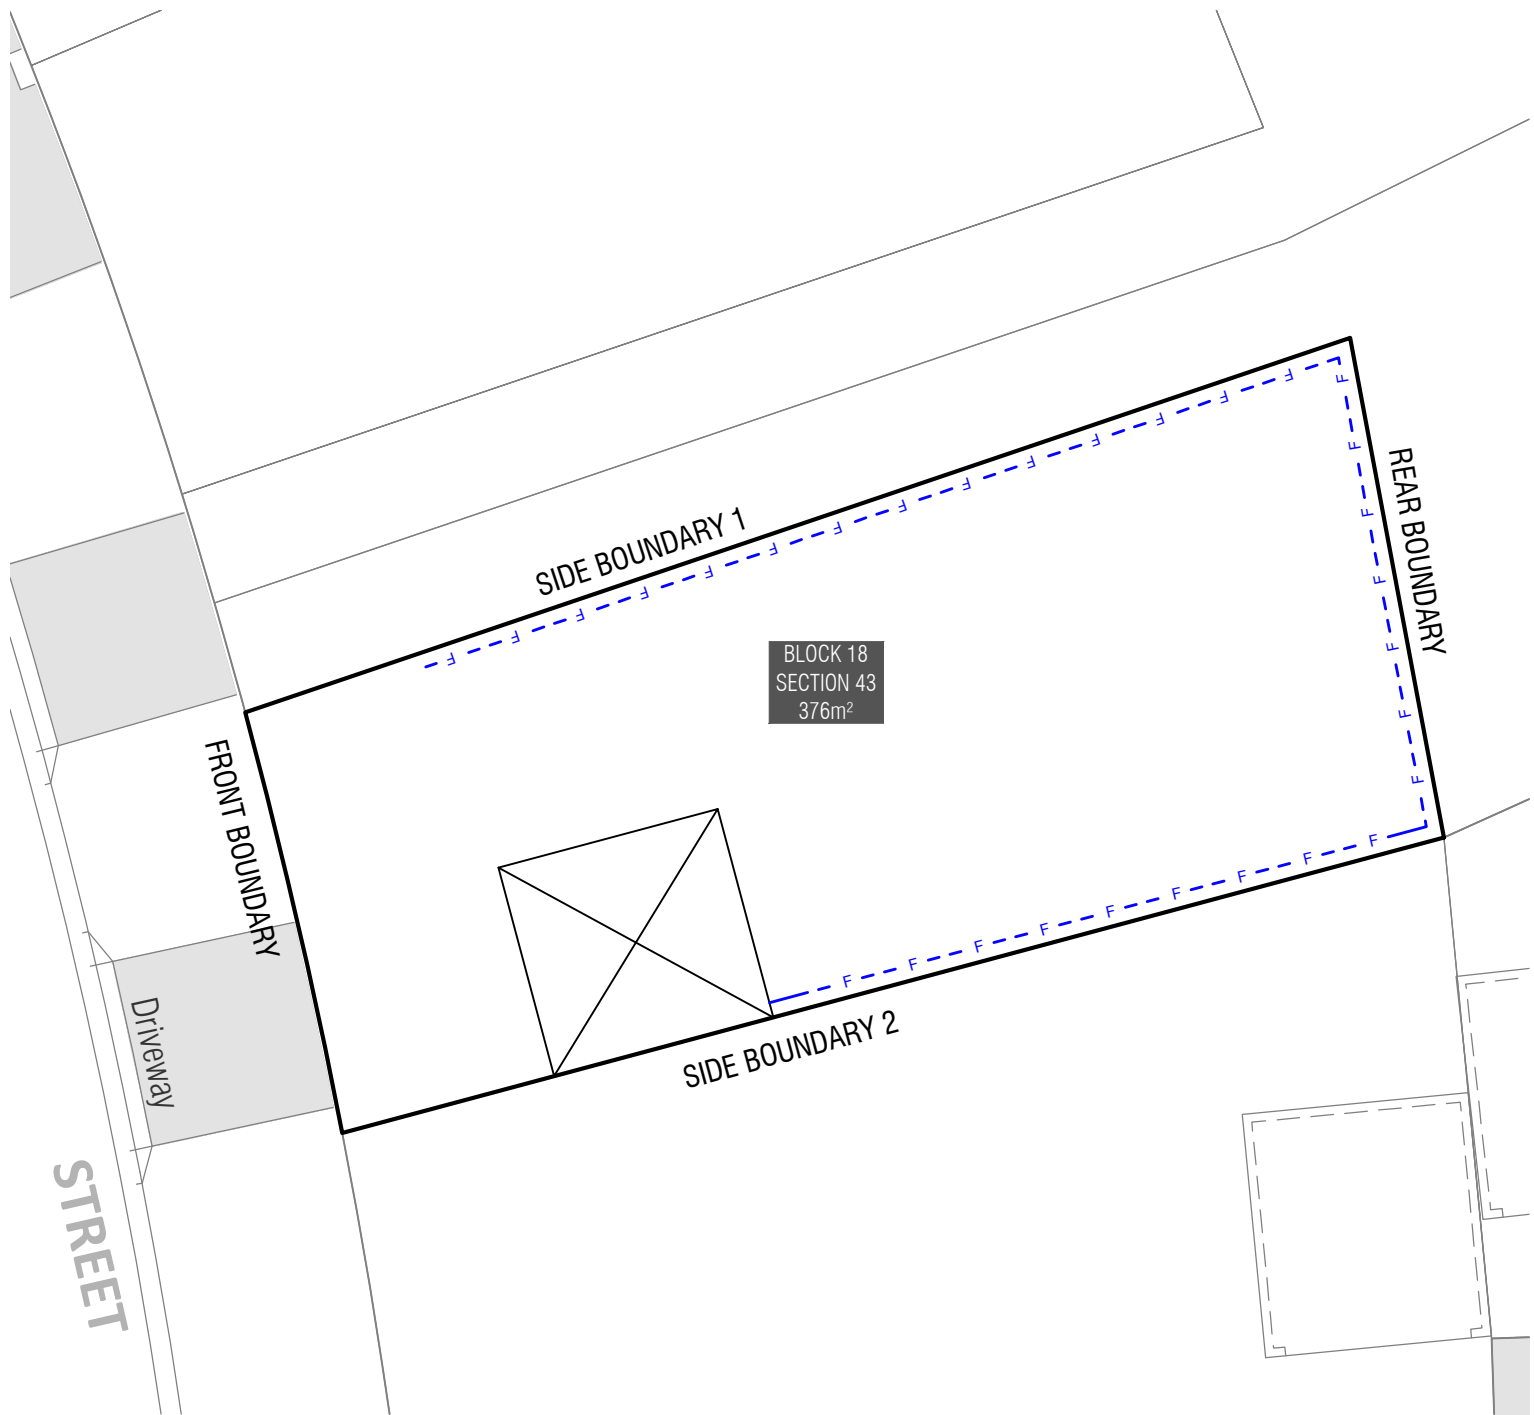 SIDE BOUNDARY 1
REAR BOUNDARY
BLOCK 18
SECTION 43
376m²
FRONT BOUNDARY
Driveway
SIDE BOUNDARY 2
STREET
F F F F F F F F F F F F F F
F F F F F F F
F F F F F F F F F